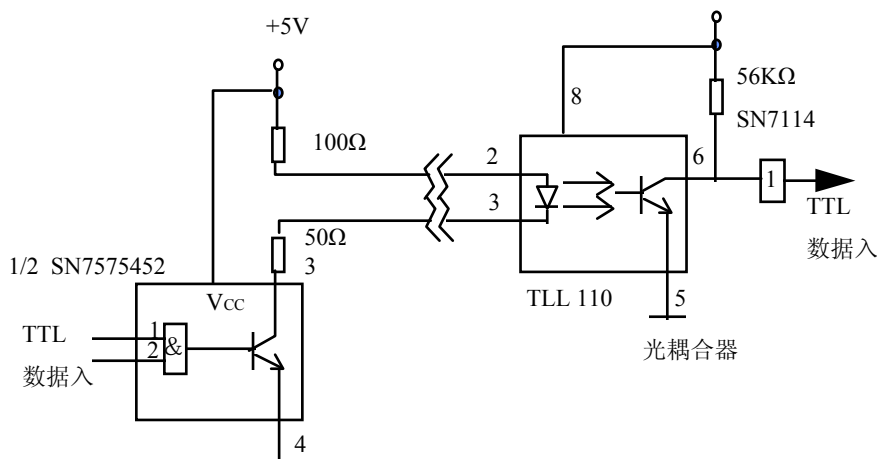 +5V
56KΩ
8
SN7114
100Ω
2
6
1
3
TTL
数据入
50Ω
3
1/2 SN7575452
VCC
TLL 110
5
TTL
1
2
&
数据入
光耦合器
4